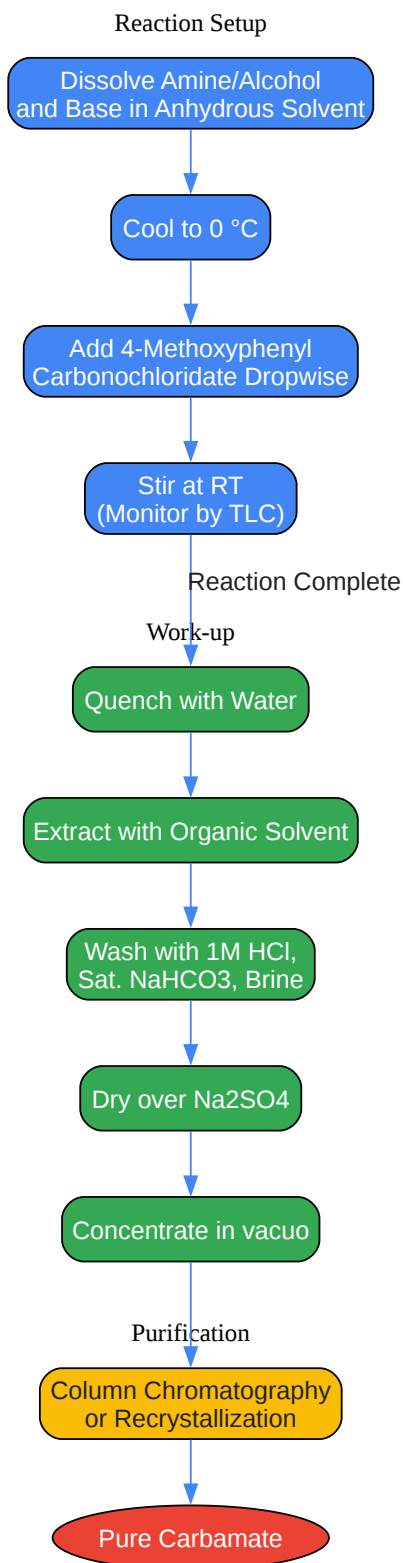 Reaction Setup
Dissolve Amine/Alcohol
and Base in Anhydrous Solvent
Cool to 0 °C
Add 4-Methoxyphenyl
Carbonochloridate Dropwise
Stir at RT
(Monitor by TLC)
Reaction Complete
Work-up
Quench with Water
Extract with Organic Solvent
Wash with 1M HCl,
Sat. NaHCO3, Brine
Dry over Na2SO4
Concentrate in vacuo
Purification
Column Chromatography
or Recrystallization
Pure Carbamate